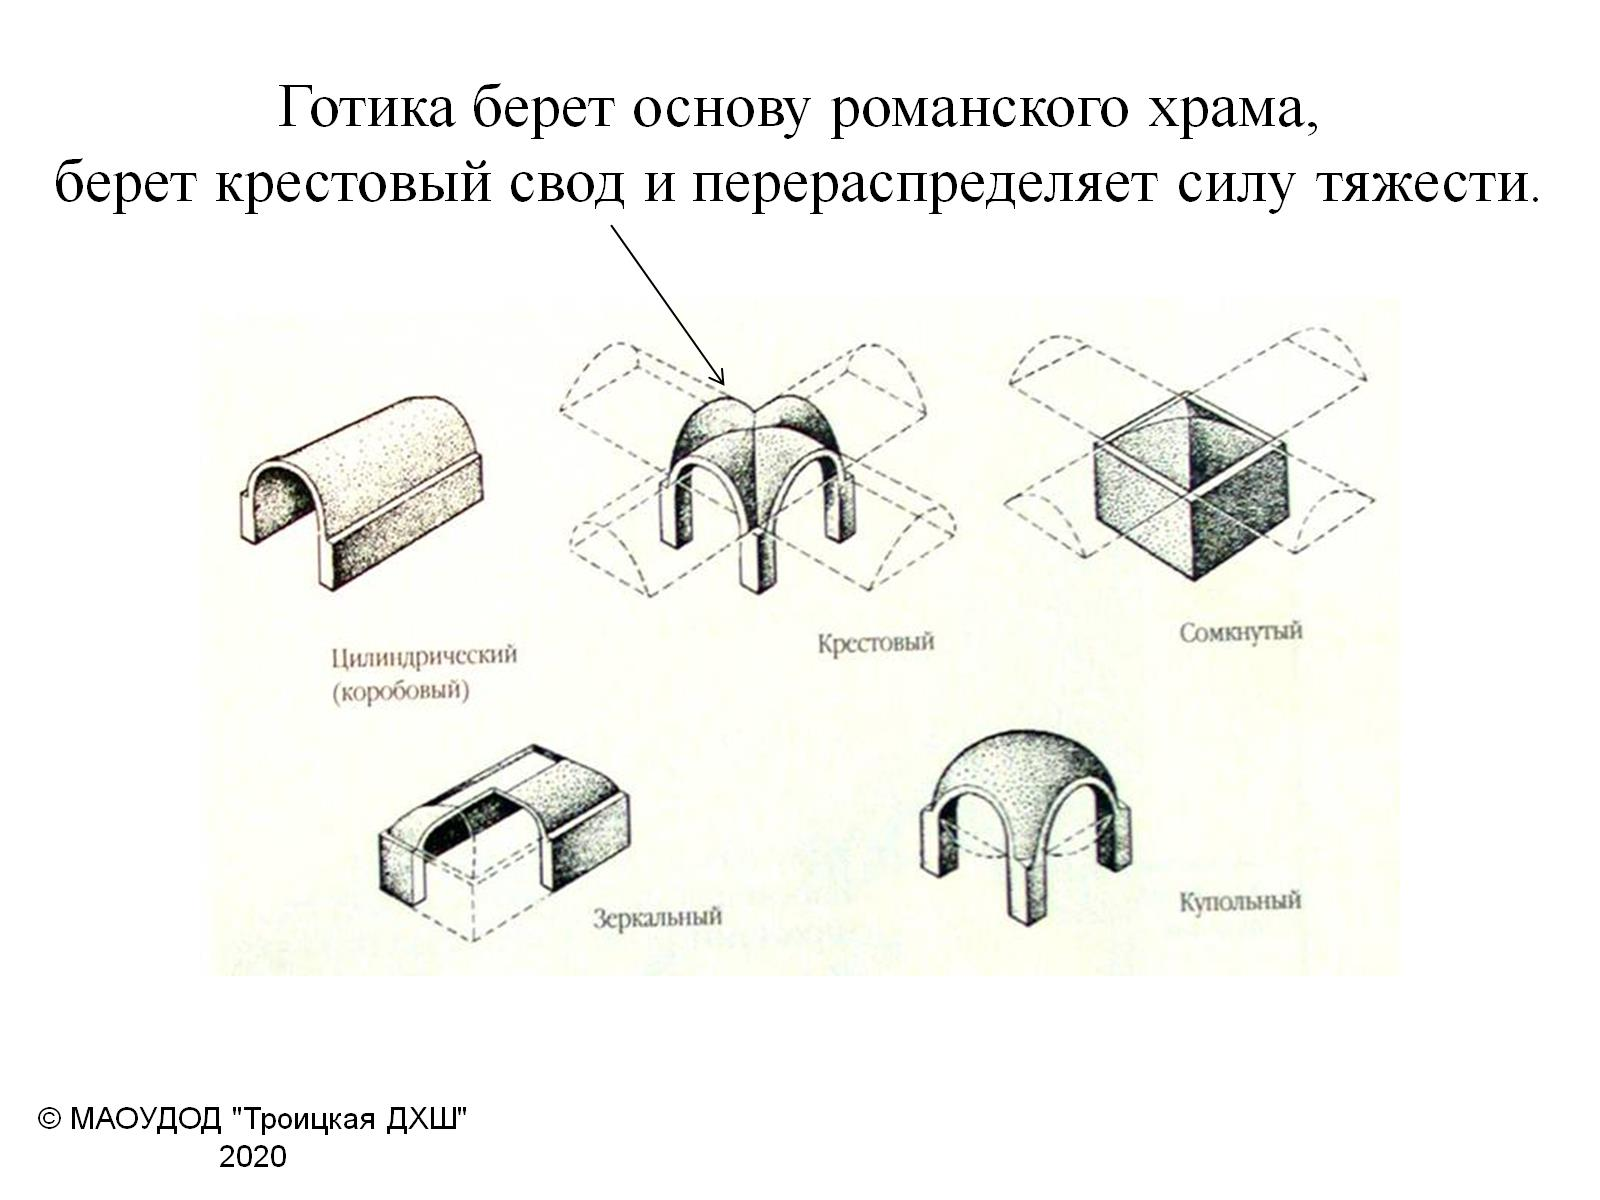 Готика берет основу романского храма,
берет крестовый свод и перераспределяет силу тяжести.
Цилиндрический
(коробовый)
Крестовый
Сомкнутый
Зеркальный
Купольный
© МАОУДОД "Троицкая ДХШ"
2020